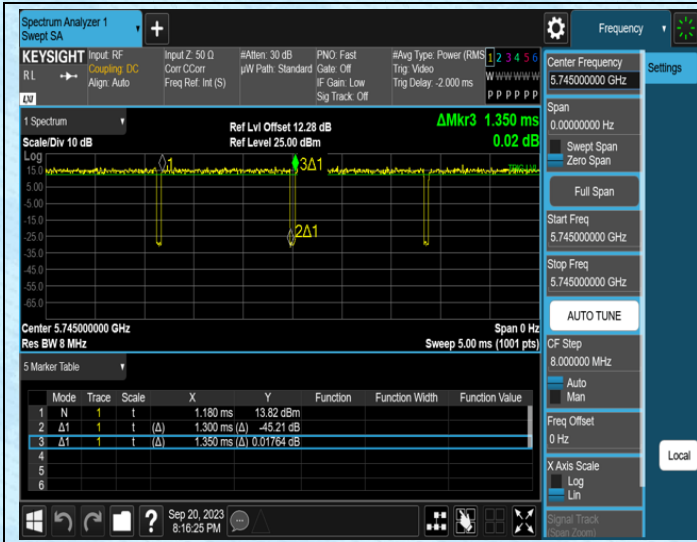 Spectrum Analyzer 1
Swept SA
Frequency
KEYSIGHT
RL
LXI
Input: RF
Coupling: DC
Align: Auto
Input Z: 50 Ω
Corr CCorr
Freq Ref: Int (S)
#Atten: 30 dB
µW Path: Standard
PNO: Fast
Gate: Off
IF Gain: Low
Sig Track: Off
#Avg Type: Power (RMS
Trig: Video
Trig Delay: -2.000 ms
1 2 3 4 5 6
W W W W W W
P P P P P P
1 Spectrum
Scale/Div 10 dB
Log
Ref Lvl Offset 12.28 dB
Ref Level 25.00 dBm
ΔMkr3 1.350 ms
0.02 dB
15.0
5.00
-5.00
-15.0
-25.0
-35.0
-45.0
-55.0
-65.0
1
3Δ1
2Δ1
TRIG LVL
Center 5.745000000 GHz
Res BW 8 MHz
Span 0 Hz
Sweep 5.00 ms (1001 pts)
5 Marker Table
Mode Trace Scale X Y Function Function Width Function Value
1 N 1 t 1.180 ms 13.82 dBm
2 Δ1 1 t (Δ) 1.300 ms (Δ) -45.21 dB
3 Δ1 1 t (Δ) 1.350 ms (Δ) 0.01764 dB
4
5
6
Sep 20, 2023
8:16:25 PM
Center Frequency
5.745000000 GHz
Span
0.00000000 Hz
Swept Span
Zero Span
Full Span
Start Freq
5.745000000 GHz
Stop Freq
5.745000000 GHz
AUTO TUNE
CF Step
8.000000 MHz
Auto
Man
Freq Offset
0 Hz
X Axis Scale
Log
Lin
Signal Track
(Span Zoom)
Settings
Local